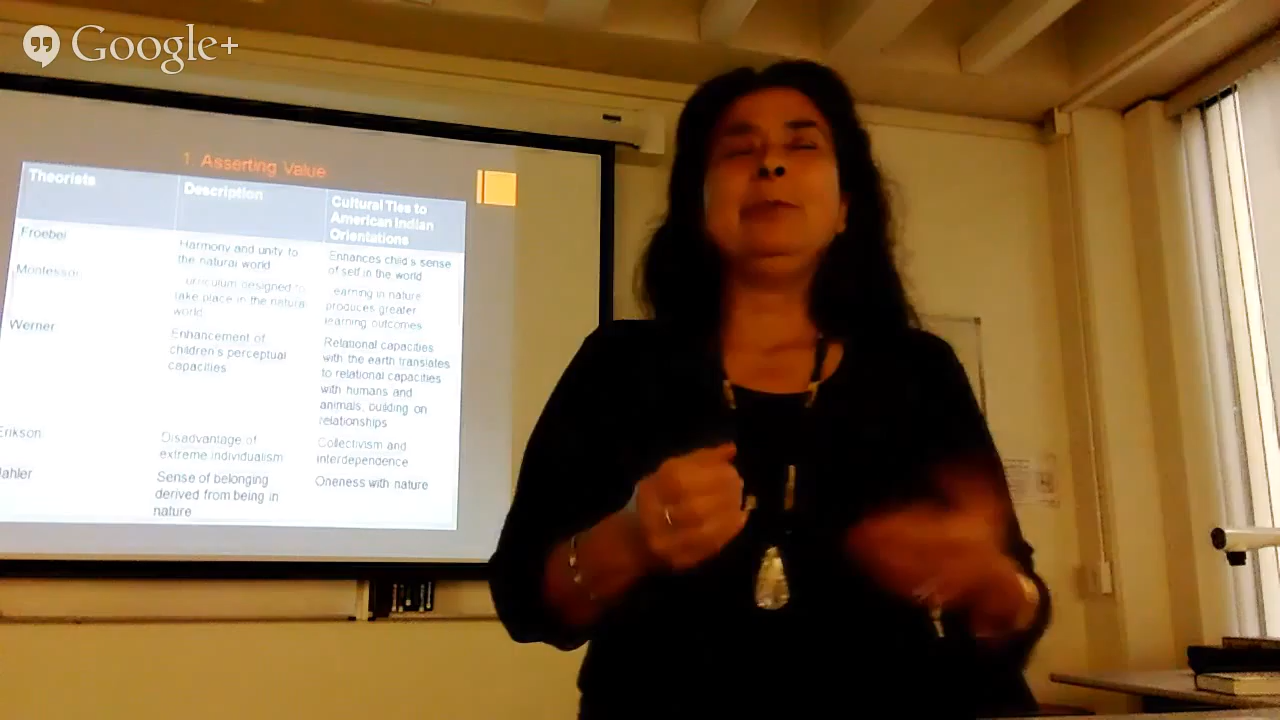 Google+
1. Asserting Value
Theorists
Description
Cultural Ties to
American Indian
Orientations
Froebel
Harmony and unity to
the natural world
Enhances child's sense
of self in the world
Montessori
curriculum designed to
take place in the natural
world
Learning in nature
produces greater
learning outcomes
Werner
Enhancement of
children's perceptual
capacities
Relational capacities
with the earth translates
to relational capacities
with humans and
animals, building on
relationships
Erikson
Disadvantage of
extreme individualism
Collectivism and
interdependence
ahler
Sense of belonging
derived from being in
nature
Oneness with nature